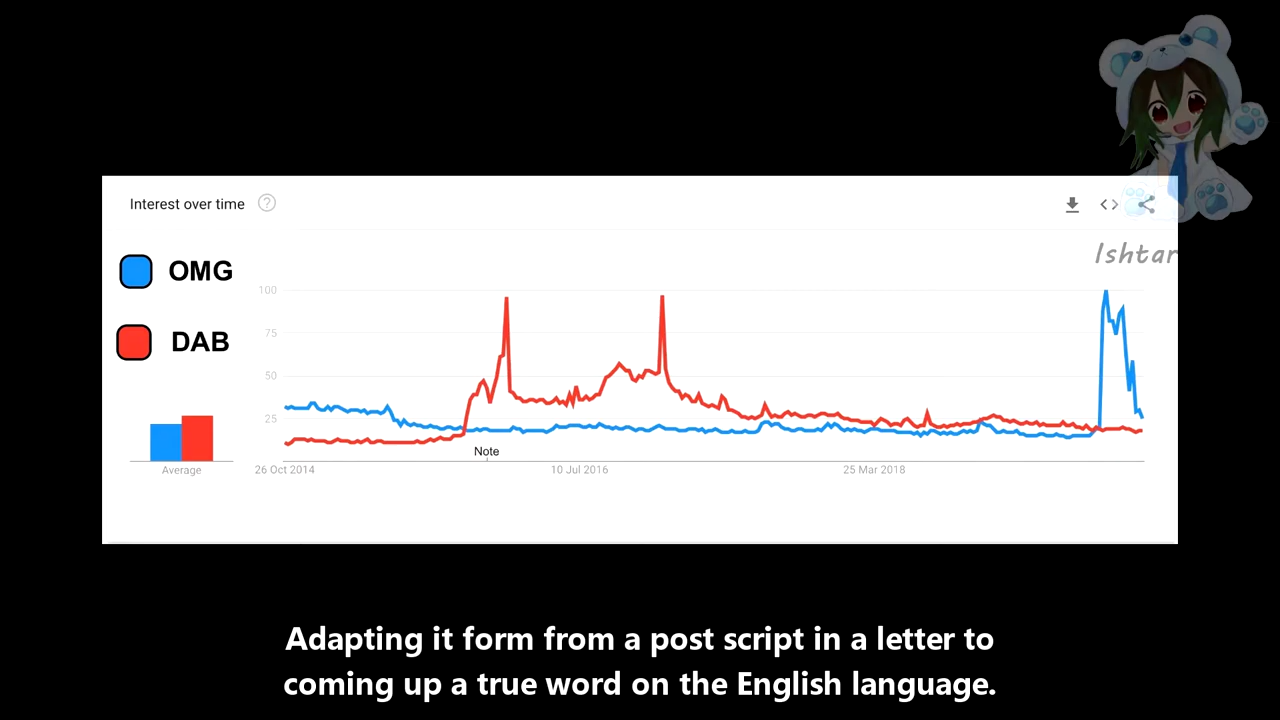 Interest over time ?
Ishtar
OMG
DAB
100
75
50
25
Note
Average
26 Oct 2014
10 Jul 2016
25 Mar 2018
Adapting it form from a post script in a letter to
coming up a true word on the English language.